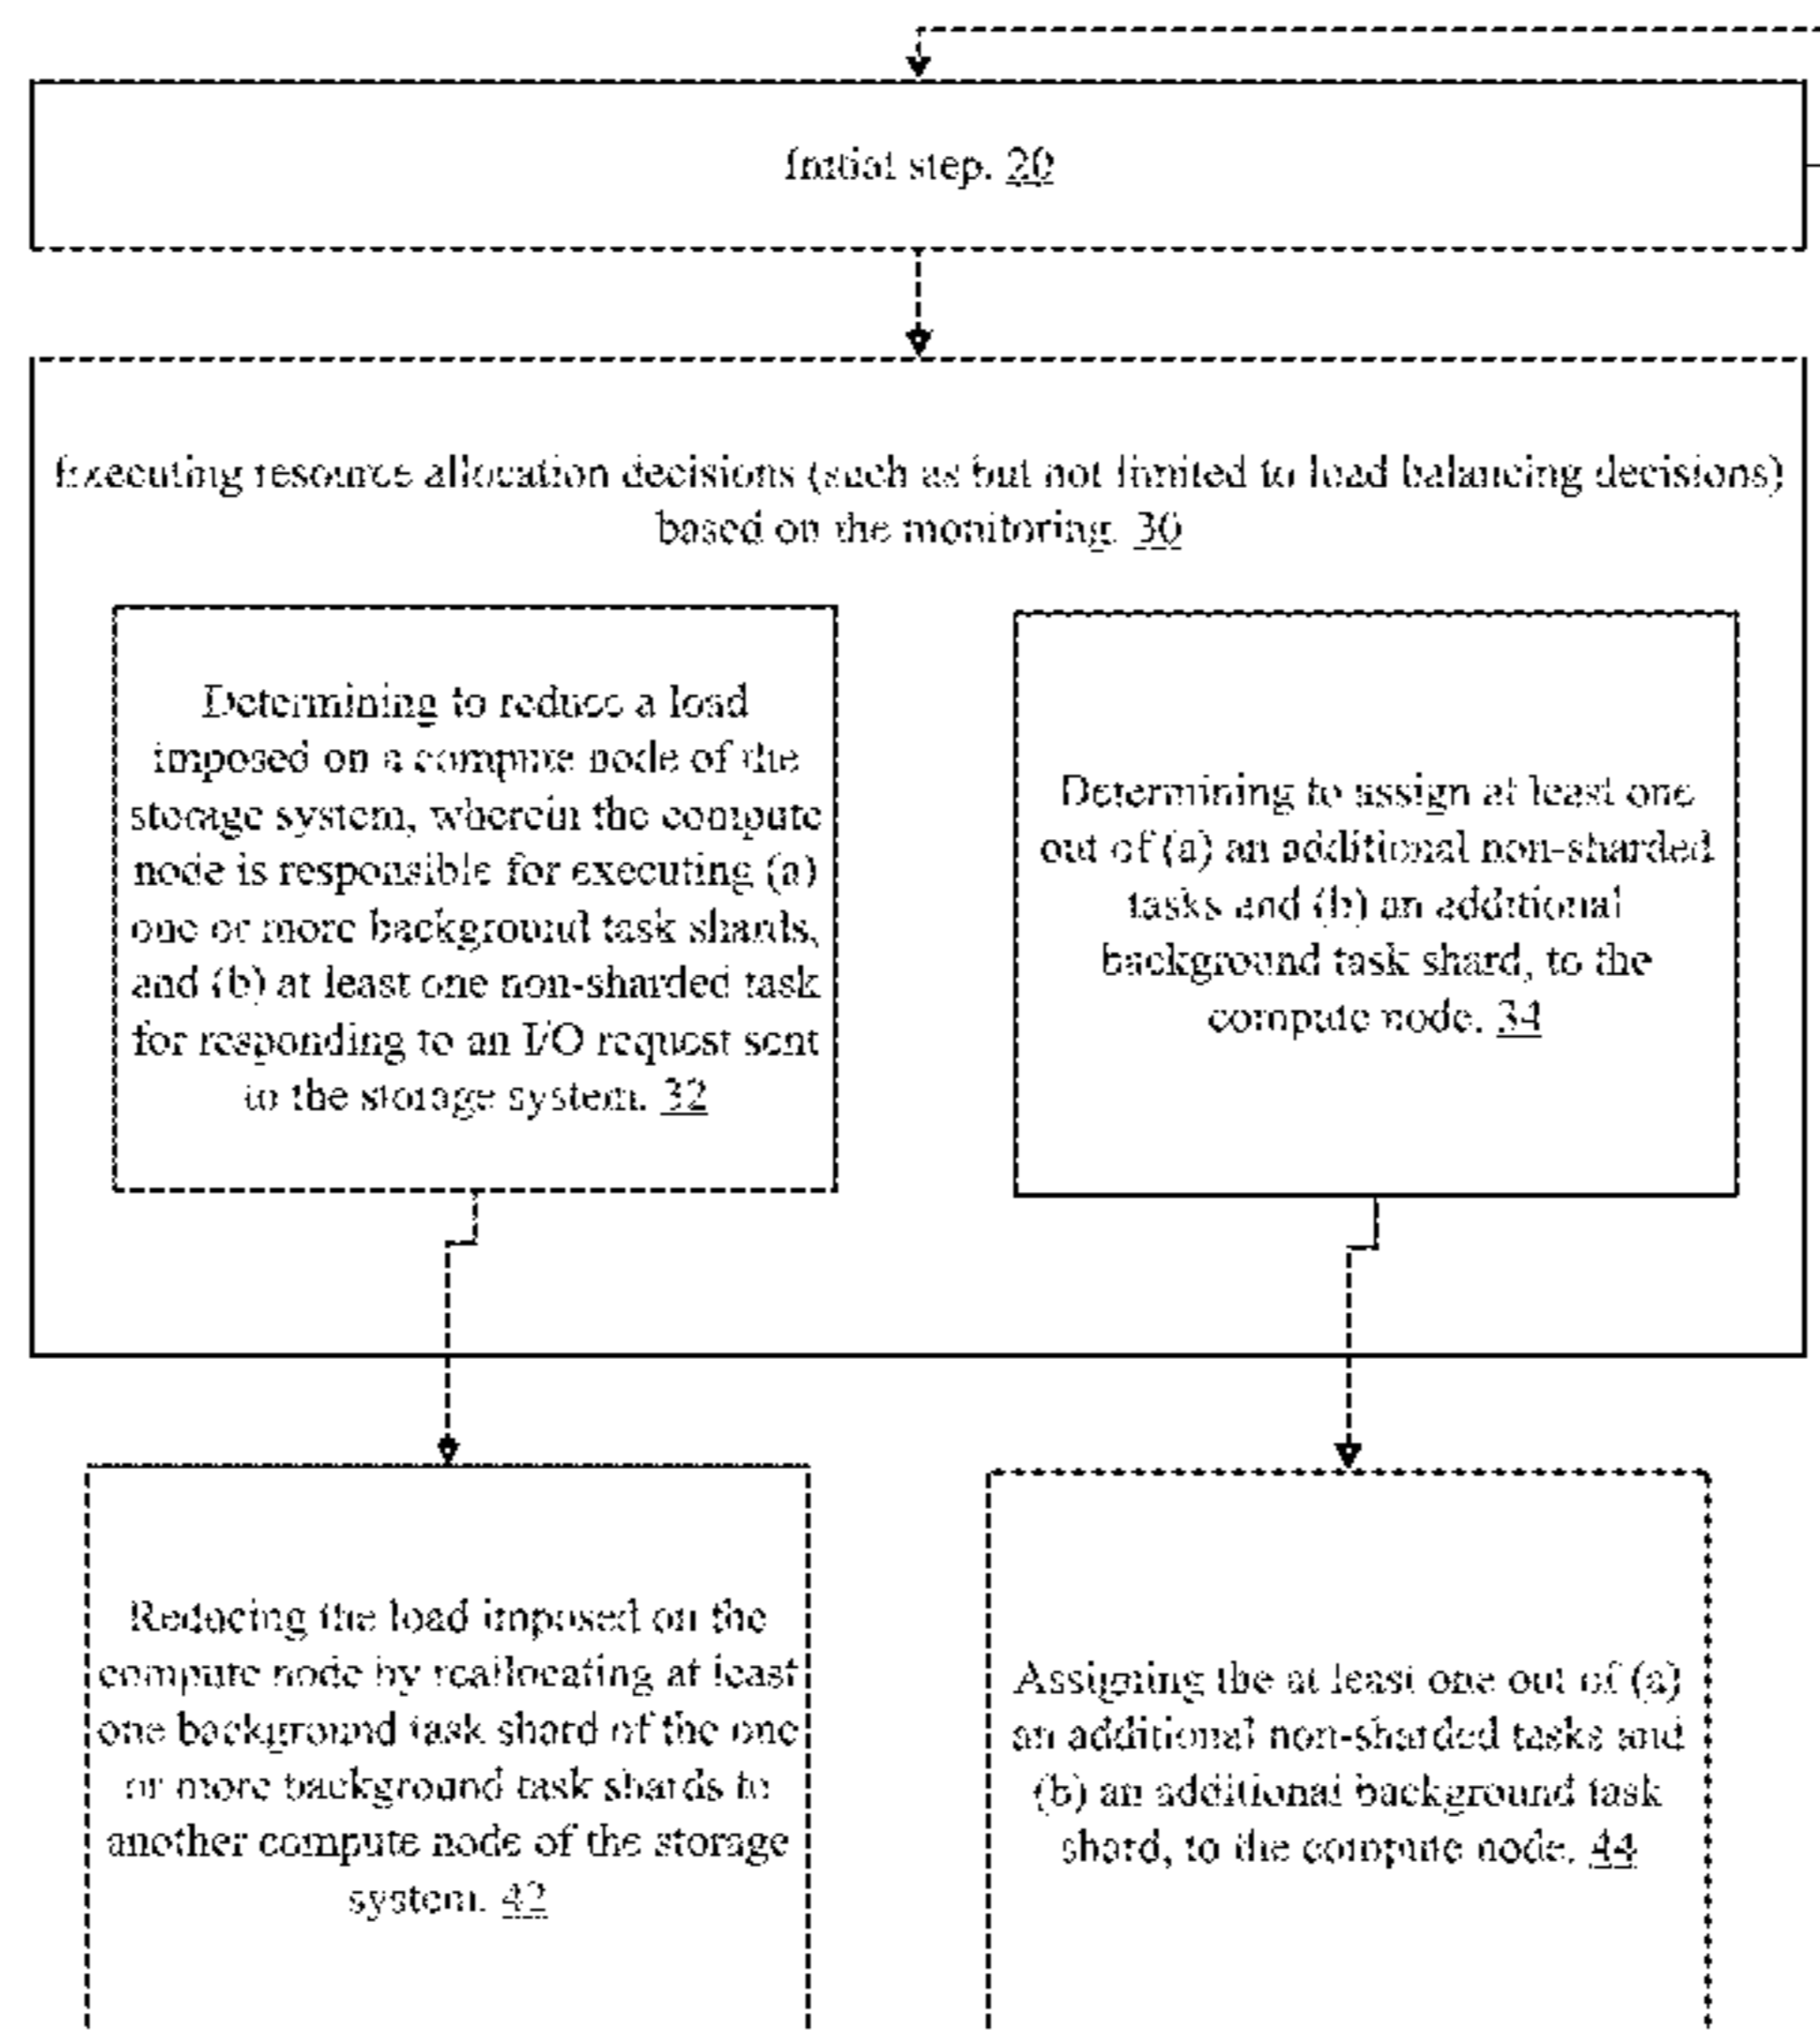 Initial step. 20
Executing resource allocation decisions (such as but not limited to load balancing decisions)
based on the monitoring. 30
Determining to reduce a load
imposed on a compute node of the
storage system, wherein the compute
node is responsible for executing (a)
one or more background task shards,
and (b) at least one non-sharded task
for responding to an I/O request sent
to the storage system. 32
Determining to assign at least one
out of (a) an additional non-sharded
tasks and (b) an additional
background task shard, to the
compute node. 34
Reducing the load imposed on the
compute node by reallocating at least
one background task shard of the one
or more background task shards to
another compute node of the storage
system. 42
Assigning the at least one out of (a)
an additional non-sharded tasks and
(b) an additional background task
shard, to the compute node. 44